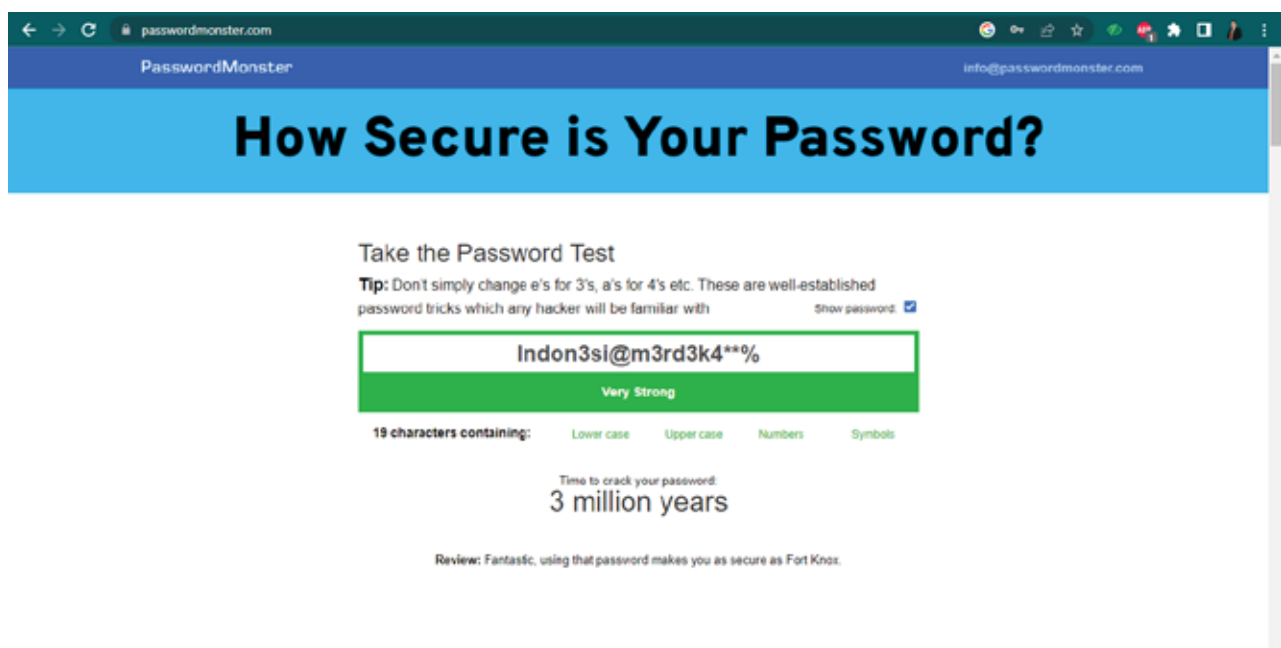 passwordmonster.com
PasswordMonster info@passwordmonster.com
How Secure is Your Password?
Take the Password Test
Tip: Don't simply change e's for 3's, a's for 4's etc. These are well-established
password tricks which any hacker will be familiar with Show password:
Indon3si@m3rd3k4**%
Very Strong
19 characters containing: Lower case Upper case Numbers Symbols
Time to crack your password:
3 million years
Review: Fantastic, using that password makes you as secure as Fort Knox.